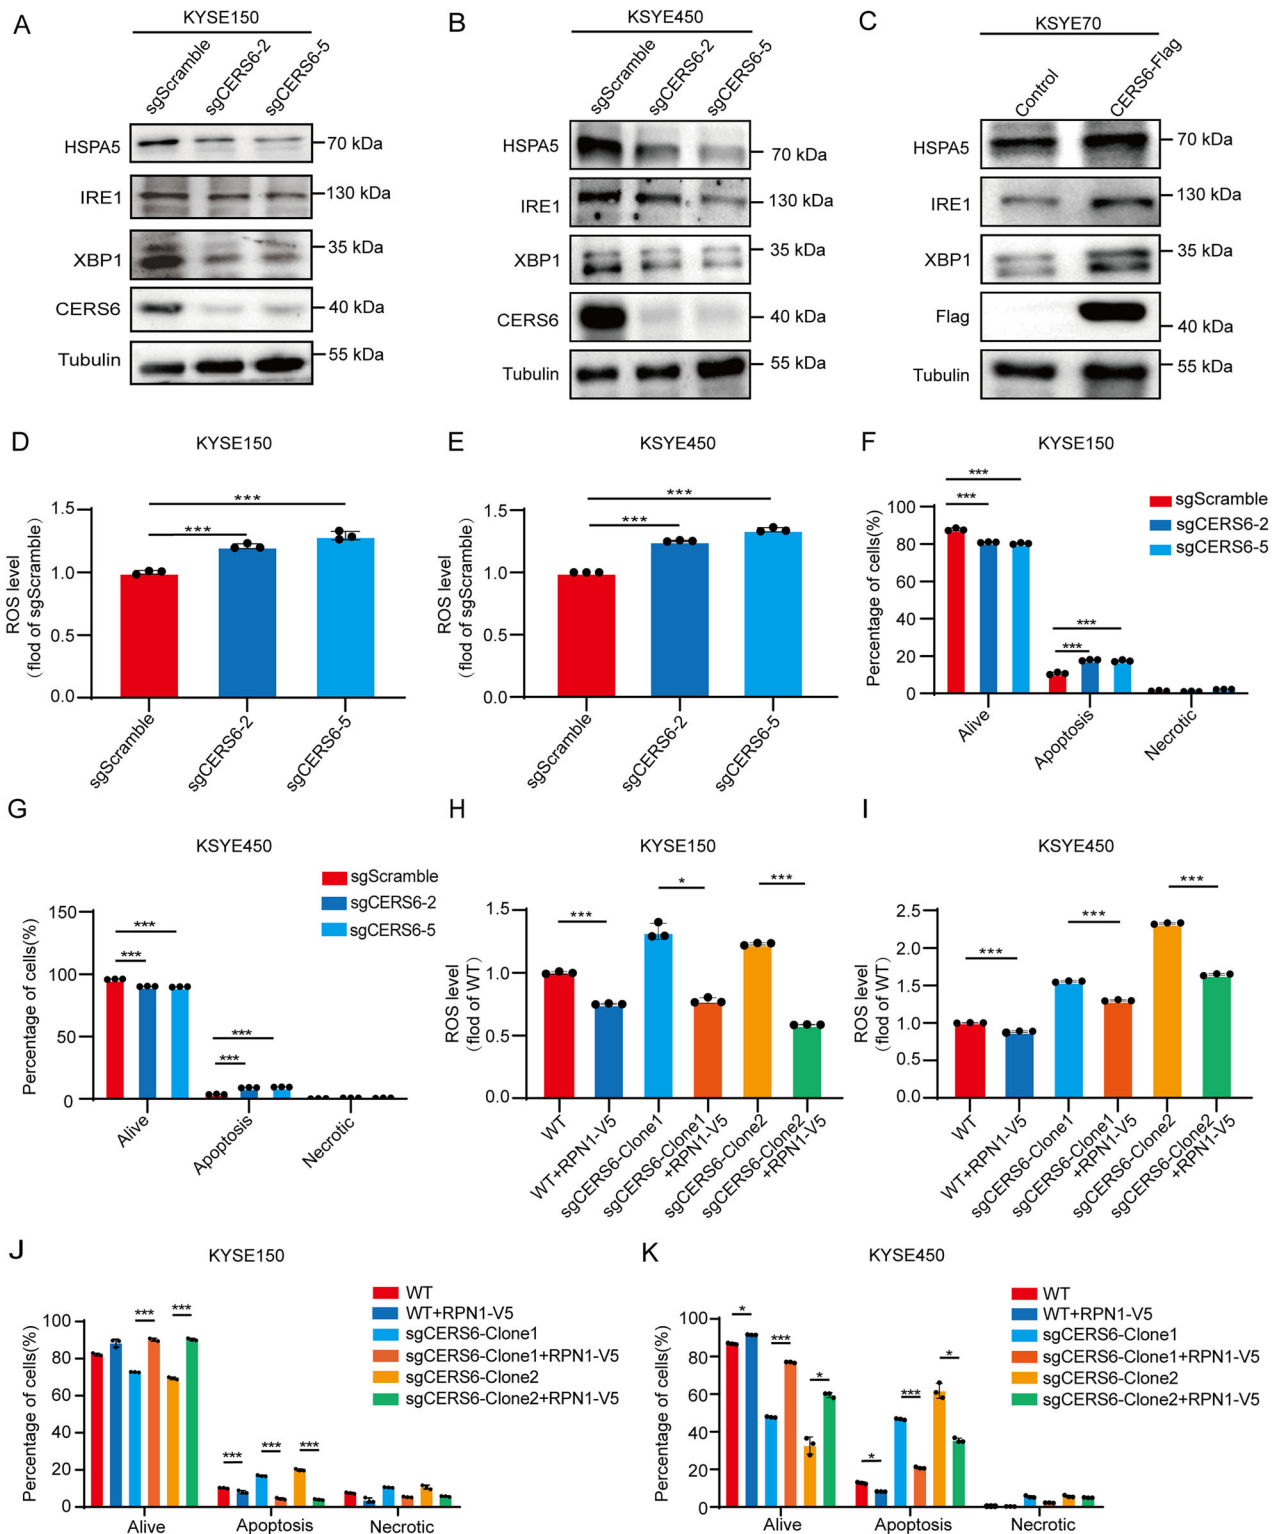 A
KYSE150
sgScramble
sgCERS6-2
sgCERS6-5
HSPA5
70 kDa
IRE1
130 kDa
XBP1
35 kDa
CERS6
40 kDa
Tubulin
55 kDa
B
KSYE450
sgScramble
sgCERS6-2
sgCERS6-5
HSPA5
70 kDa
IRE1
130 kDa
XBP1
35 kDa
CERS6
40 kDa
Tubulin
55 kDa
C
KSYE70
Control
CERS6-Flag
HSPA5
70 kDa
IRE1
130 kDa
XBP1
35 kDa
Flag
40 kDa
Tubulin
55 kDa
D
KYSE150
ROS level
(flod of sgScramble)
1.5
1.0
0.5
0.0
***
***
sgScramble
sgCERS6-2
sgCERS6-5
E
KSYE450
ROS level
(flod of sgScramble)
1.5
1.0
0.5
0.0
***
***
sgScramble
sgCERS6-2
sgCERS6-5
F
KYSE150
Percentage of cells(%)
100
80
60
40
20
0
***
***
***
***
sgScramble
sgCERS6-2
sgCERS6-5
Alive
Apoptosis
Necrotic
G
KSYE450
sgScramble
sgCERS6-2
sgCERS6-5
Percentage of cells(%)
150
100
50
0
***
***
***
***
Alive
Apoptosis
Necrotic
H
KYSE150
ROS level
(flod of WT)
1.5
1.0
0.5
0.0
***
*
***
WT
WT+RPN1-V5
sgCERS6-Clone1
sgCERS6-Clone1
+RPN1-V5
sgCERS6-Clone2
sgCERS6-Clone2
+RPN1-V5
I
KSYE450
ROS level
(flod of WT)
2.5
2.0
1.5
1.0
0.5
0.0
***
***
***
WT
WT+RPN1-V5
sgCERS6-Clone1
sgCERS6-Clone1
+RPN1-V5
sgCERS6-Clone2
sgCERS6-Clone2
+RPN1-V5
J
KYSE150
WT
WT+RPN1-V5
sgCERS6-Clone1
sgCERS6-Clone1+RPN1-V5
sgCERS6-Clone2
sgCERS6-Clone2+RPN1-V5
Percentage of cells(%)
100
80
60
40
20
0
***
***
***
***
***
Alive
Apoptosis
Necrotic
K
KYSE450
WT
WT+RPN1-V5
sgCERS6-Clone1
sgCERS6-Clone1+RPN1-V5
sgCERS6-Clone2
sgCERS6-Clone2+RPN1-V5
Percentage of cells(%)
100
80
60
40
20
0
*
***
*
*
***
*
Alive
Apoptosis
Necrotic